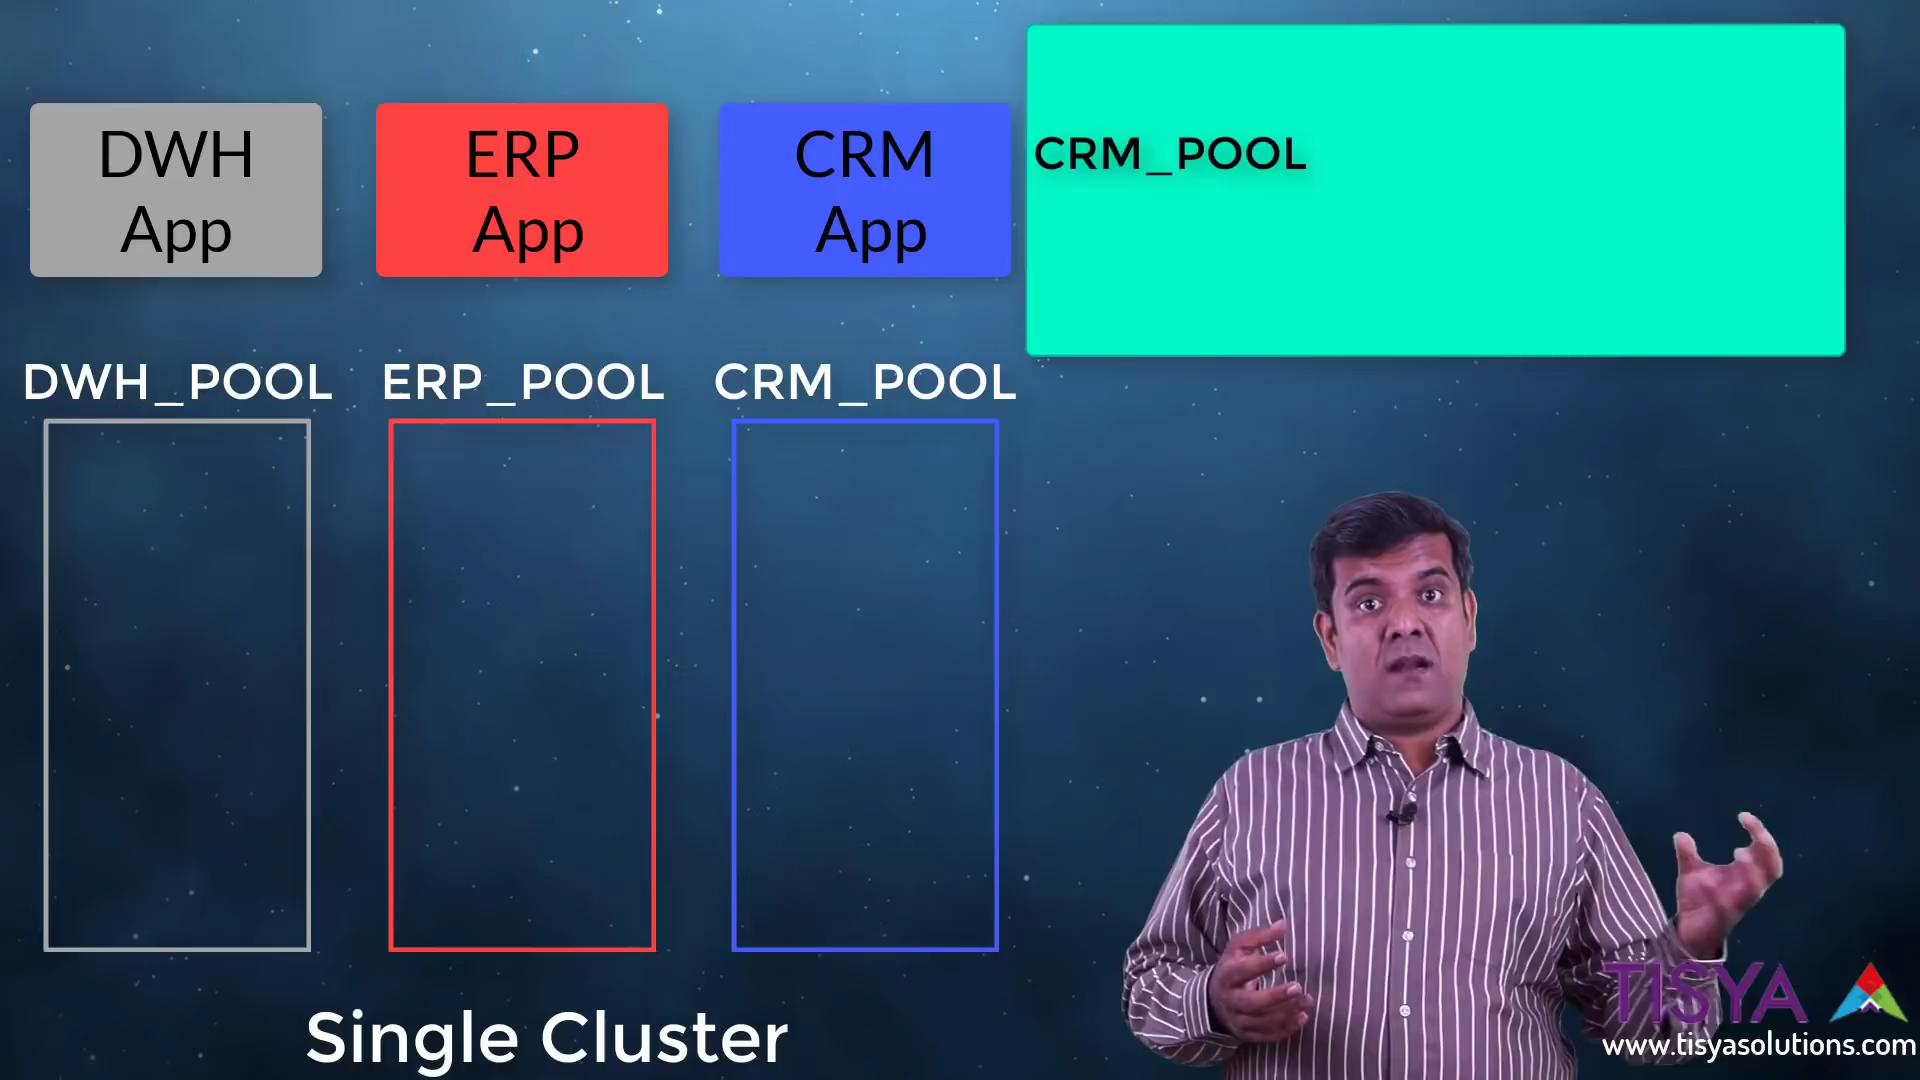 DWH
App
ERP
App
CRM
App
CRM_POOL
DWH_POOL
ERP_POOL
CRM_POOL
Single Cluster
TISYA
www.tisyasolutions.com